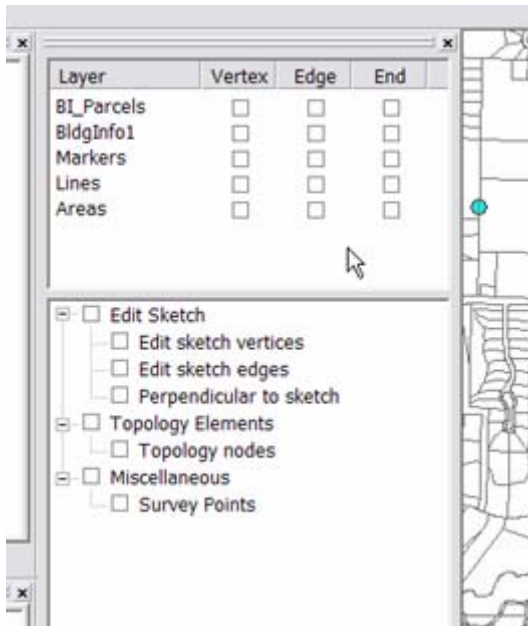 Layer Vertex Edge End
BI_Parcels
BldgInfo1
Markers
Lines
Areas
Edit Sketch
Edit sketch vertices
Edit sketch edges
Perpendicular to sketch
Topology Elements
Topology nodes
Miscellaneous
Survey Points